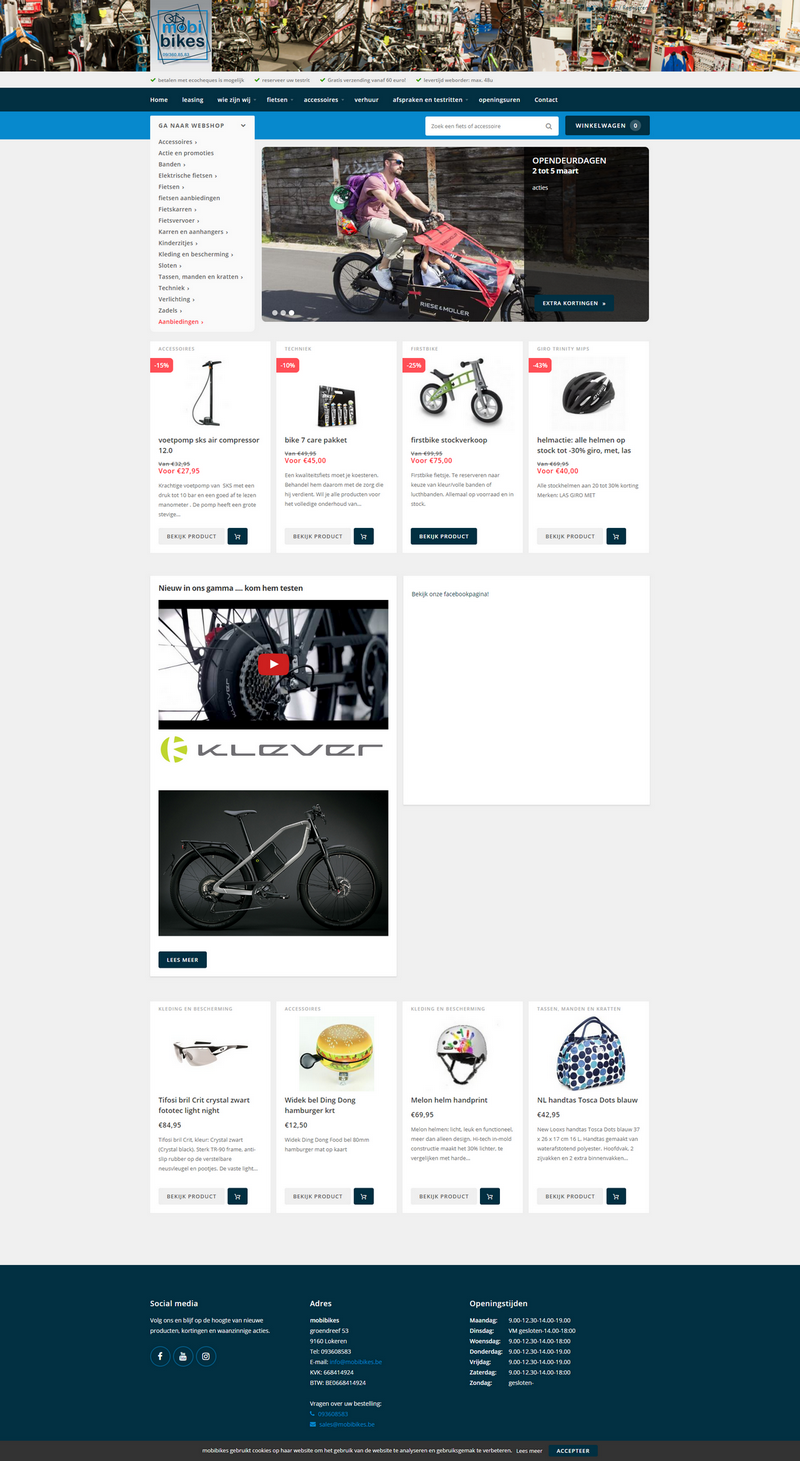 mobi
bikes
betalen met ecocheques is mogelijk
reserveer uw testrit
Gratis verzending vanaf 60 euro!
levertijd weborder: max. 48u
Home leasing wie zijn wij fietsen accessoires verhuur afspraken en testritten openingsuren Contact
GA NAAR WEBSHOP
Zoek een fiets of accessoire
WINKELWAGEN 0
Accessoires ›
Actie en promoties
Banden ›
Elektrische fietsen ›
Fietsen ›
fietsen aanbiedingen
Fietskarren ›
Fietsvervoer ›
Karren en aanhangers ›
Kinderzitjes ›
Kleding en bescherming ›
Sloten ›
Tassen, manden en kratten ›
Techniek ›
Verlichting ›
Zadels ›
Aanbiedingen ›
RIESE & MÜLLER
OPENDEURDAGEN
2 tot 5 maart
acties
EXTRA KORTINGEN »
ACCESSOIRES
-15%
voetpomp sks air compressor
12.0
Van €32,95
Voor €27,95
Krachtige voetpomp van SKS met een
druk tot 10 bar en een goed af te lezen
manometer . De pomp heeft een grote
stevige...
BEKIJK PRODUCT
TECHNIEK
-10%
bike 7 care pakket
Van €49,95
Voor €45,00
Een kwaliteitsfiets moet je koesteren.
Behandel hem daarom met de zorg die
hij verdient. Wil je alle producten voor
het volledige onderhoud van...
BEKIJK PRODUCT
FIRSTBIKE
-25%
firstbike stockverkoop
Van €99,95
Voor €75,00
Firstbike fietsje. Te reserveren naar
keuze van kleur/volle banden of
lucthbanden. Allemaal op voorraad en in
stock.
BEKIJK PRODUCT
GIRO TRINITY MIPS
-43%
helmactie: alle helmen op
stock tot -30% giro, met, las
Van €69,95
Voor €40,00
Alle stockhelmen aan 20 tot 30% korting
Merken: LAS GIRO MET
BEKIJK PRODUCT
Nieuw in ons gamma .... kom hem testen
KLEVER
LEES MEER
Bekijk onze facebookpagina!
KLEDING EN BESCHERMING
Tifosi bril Crit crystal zwart
fototec light night
€84,95
Tifosi bril Crit, kleur: Crystal zwart
(Crystal black). Sterk TR-90 frame, anti-
slip rubber op de verstelbare
neusvleugel en pootjes. De vaste light...
BEKIJK PRODUCT
ACCESSOIRES
Widek bel Ding Dong
hamburger krt
€12,50
Widek Ding Dong Food bel 80mm
hamburger mat op kaart
BEKIJK PRODUCT
KLEDING EN BESCHERMING
Melon helm handprint
€69,95
Melon helmen: licht, leuk en functioneel,
meer dan alleen design. Hi-tech in-mold
constructie maakt het 30% lichter, te
vergelijken met harde...
BEKIJK PRODUCT
TASSEN, MANDEN EN KRATTEN
NL handtas Tosca Dots blauw
€42,95
New Looxs handtas Tosca Dots blauw 37
x 26 x 17 cm 16 L. Handtas gemaakt van
waterafstotend polyester. Hoofdvak, 2
zijvakken en 2 extra binnenvakken...
BEKIJK PRODUCT
Social media
Volg ons en blijf op de hoogte van nieuwe
producten, kortingen en waanzinnige acties.
Adres
mobibikes
groendreef 53
9160 Lokeren
Tel: 093608583
E-mail: info@mobibikes.be
KVK: 668414924
BTW: BE0668414924
Vragen over uw bestelling:
093608583
sales@mobibikes.be
Openingstijden
Maandag: 9.00-12.30-14.00-19.00
Dinsdag: VM gesloten-14.00-18:00
Woensdag: 9.00-12.30-14.00-18:00
Donderdag: 9.00-12.30-14.00-19.00
Vrijdag: 9.00-12.30-14.00-19.00
Zaterdag: 9.00-12.30-14.00-18:00
Zondag: gesloten-
mobibikes gebruikt cookies op haar website om het gebruik van de website te analyseren en gebruiksgemak te verbeteren. Lees meer ACCEPTEER